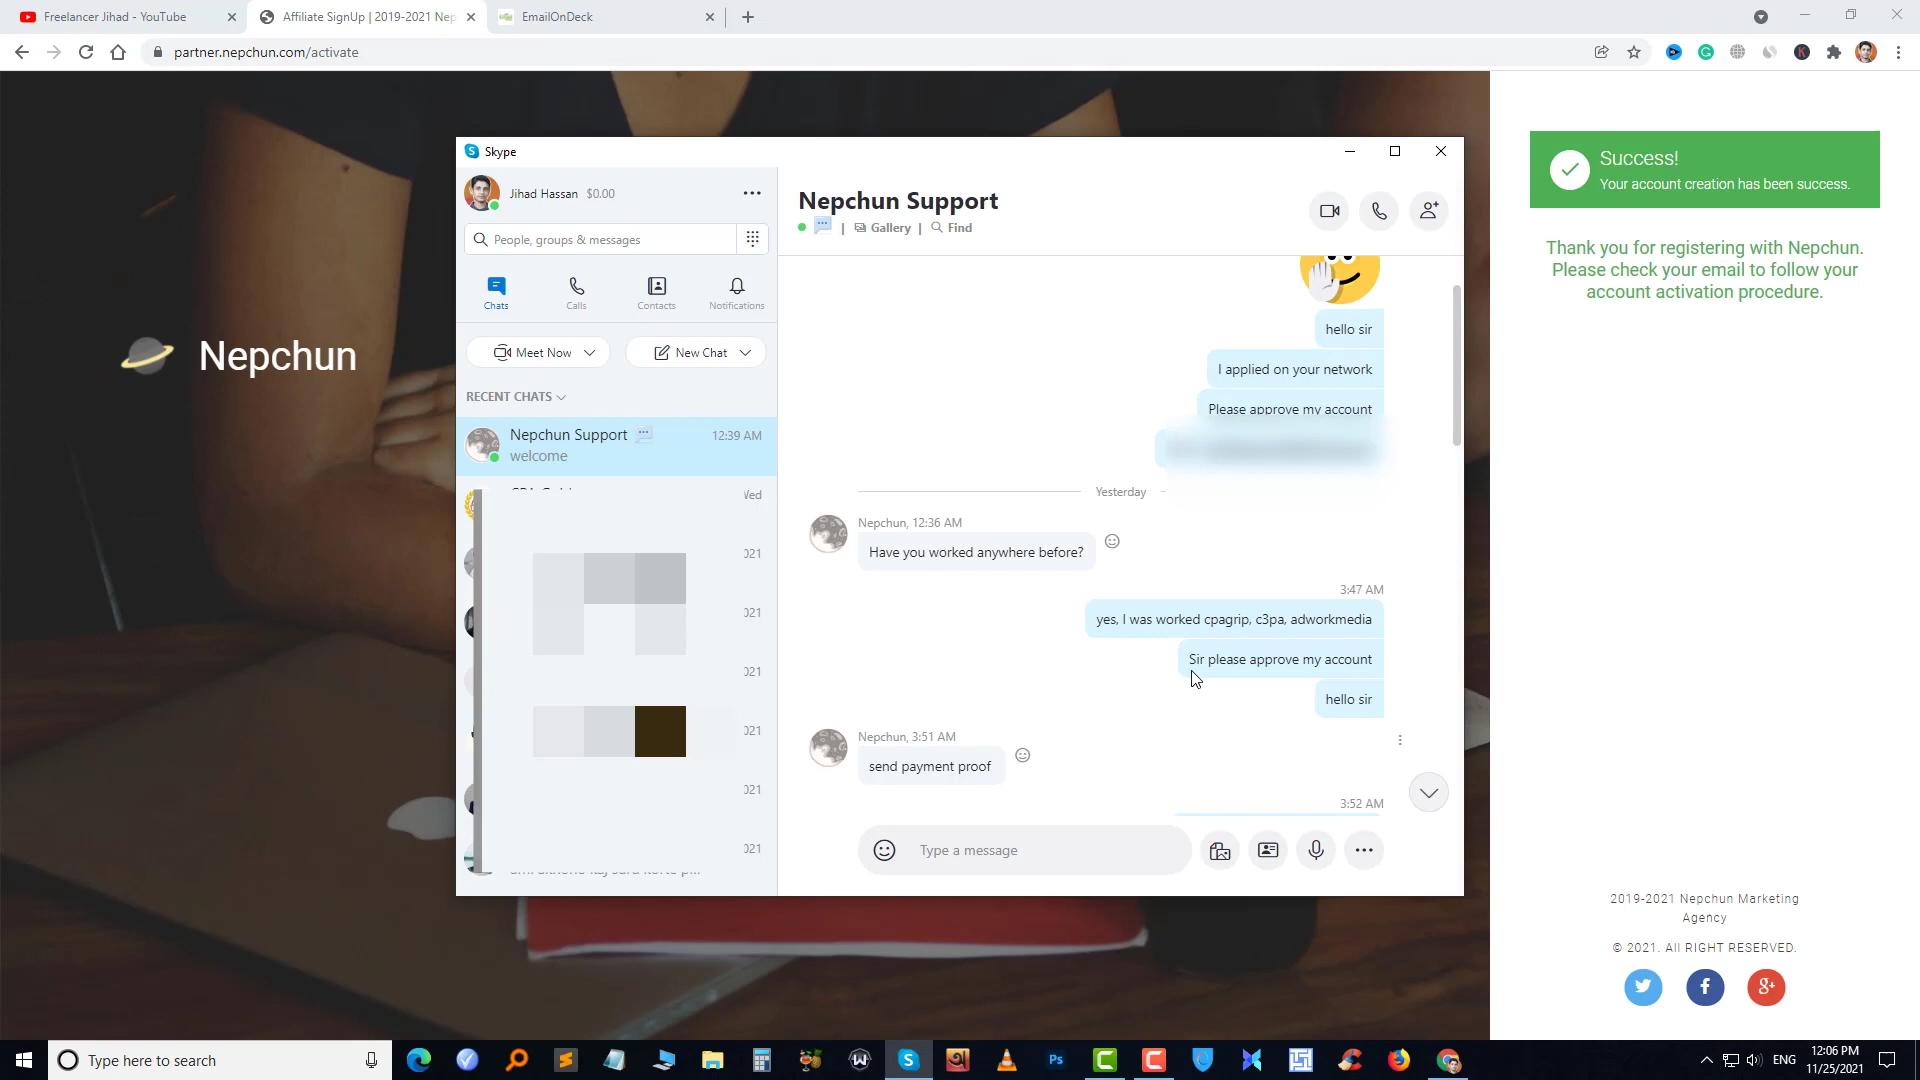 Freelancer Jihad - YouTube
Affiliate SignUp | 2019-2021 Nep
EmailOnDeck
partner.nepchun.com/activate
Nepchun
Skype
Jihad Hassan $0.00
People, groups & messages
Chats
Calls
Contacts
Notifications
Meet Now
New Chat
RECENT CHATS
Nepchun Support
12:39 AM
welcome
Nepchun Support
| Gallery | Find
hello sir
I applied on your network
Please approve my account
Yesterday
Nepchun, 12:36 AM
Have you worked anywhere before?
3:47 AM
yes, I was worked cpagrip, c3pa, adworkmedia
Sir please approve my account
hello sir
Nepchun, 3:51 AM
send payment proof
3:52 AM
Type a message
Success!
Your account creation has been success.
Thank you for registering with Nepchun.
Please check your email to follow your
account activation procedure.
2019-2021 Nepchun Marketing
Agency
© 2021. All RIGHT RESERVED.
Type here to search
ENG
12:06 PM
11/25/2021